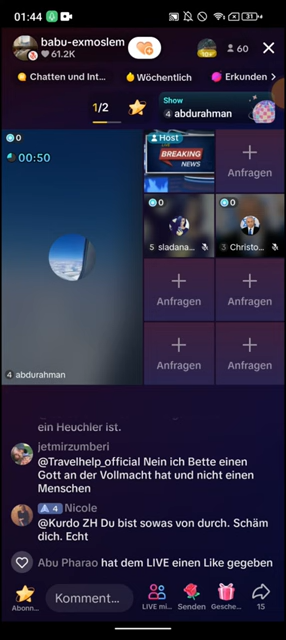 01:44
31
babu-exmoslem
61.2K
10x
60
Chatten und Int...
Wöchentlich
Erkunden
1/2
Show
4 abdurahman
0
00:50
Host
BREAKING
NEWS
Anfragen
0
0
5 sladana...
3 Christo...
Anfragen
Anfragen
Anfragen
Anfragen
4 abdurahman
ein Heuchler ist.
jetmirzumberi
@Travelhelp_official Nein ich Bette einen
Gott an der Vollmacht hat und nicht einen
Menschen
4 Nicole
@Kurdo ZH Du bist sowas von durch. Schäm
dich. Echt
Abu Pharao hat dem LIVE einen Like gegeben
Komment...
Abonn...
LIVE mi...
Senden
Gesche...
15